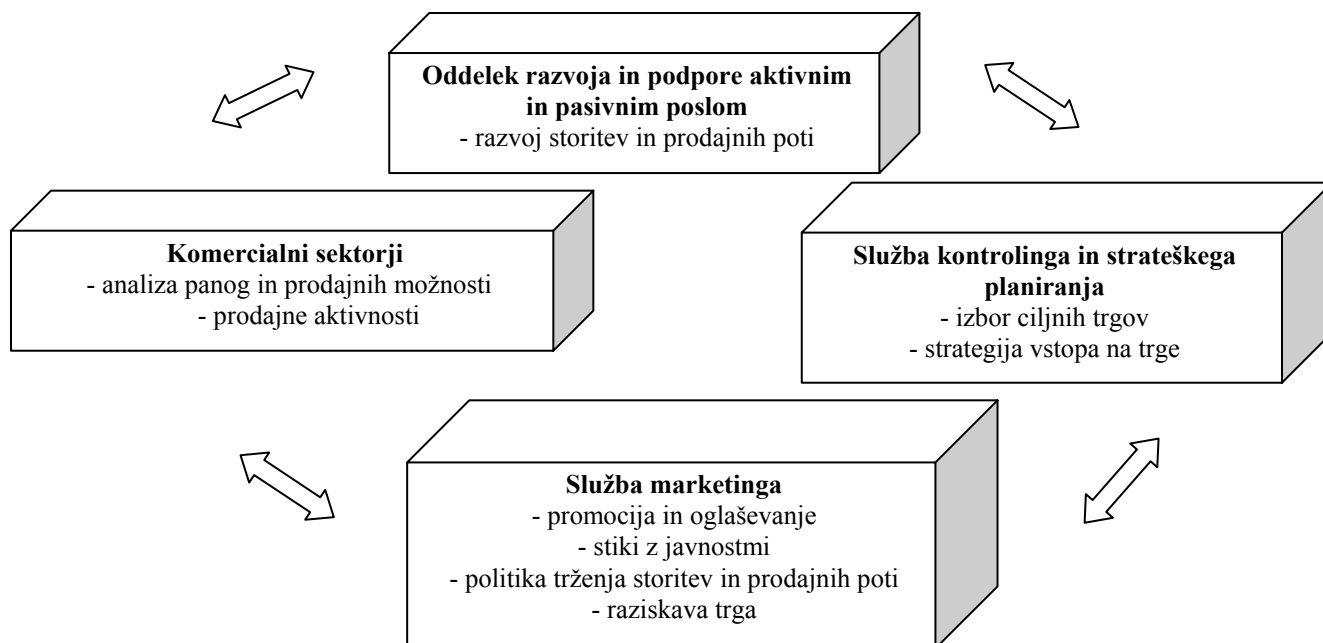 Oddelek razvoja in podpore aktivnim
in pasivnim poslom
- razvoj storitev in prodajnih poti
Komercialni sektorji
- analiza panog in prodajnih možnosti
- prodajne aktivnosti
Služba kontrolinga in strateškega
planiranja
- izbor ciljnih trgov
- strategija vstopa na trge
Služba marketinga
- promocija in oglaševanje
- stiki z javnostmi
- politika trženja storitev in prodajnih poti
- raziskava trga